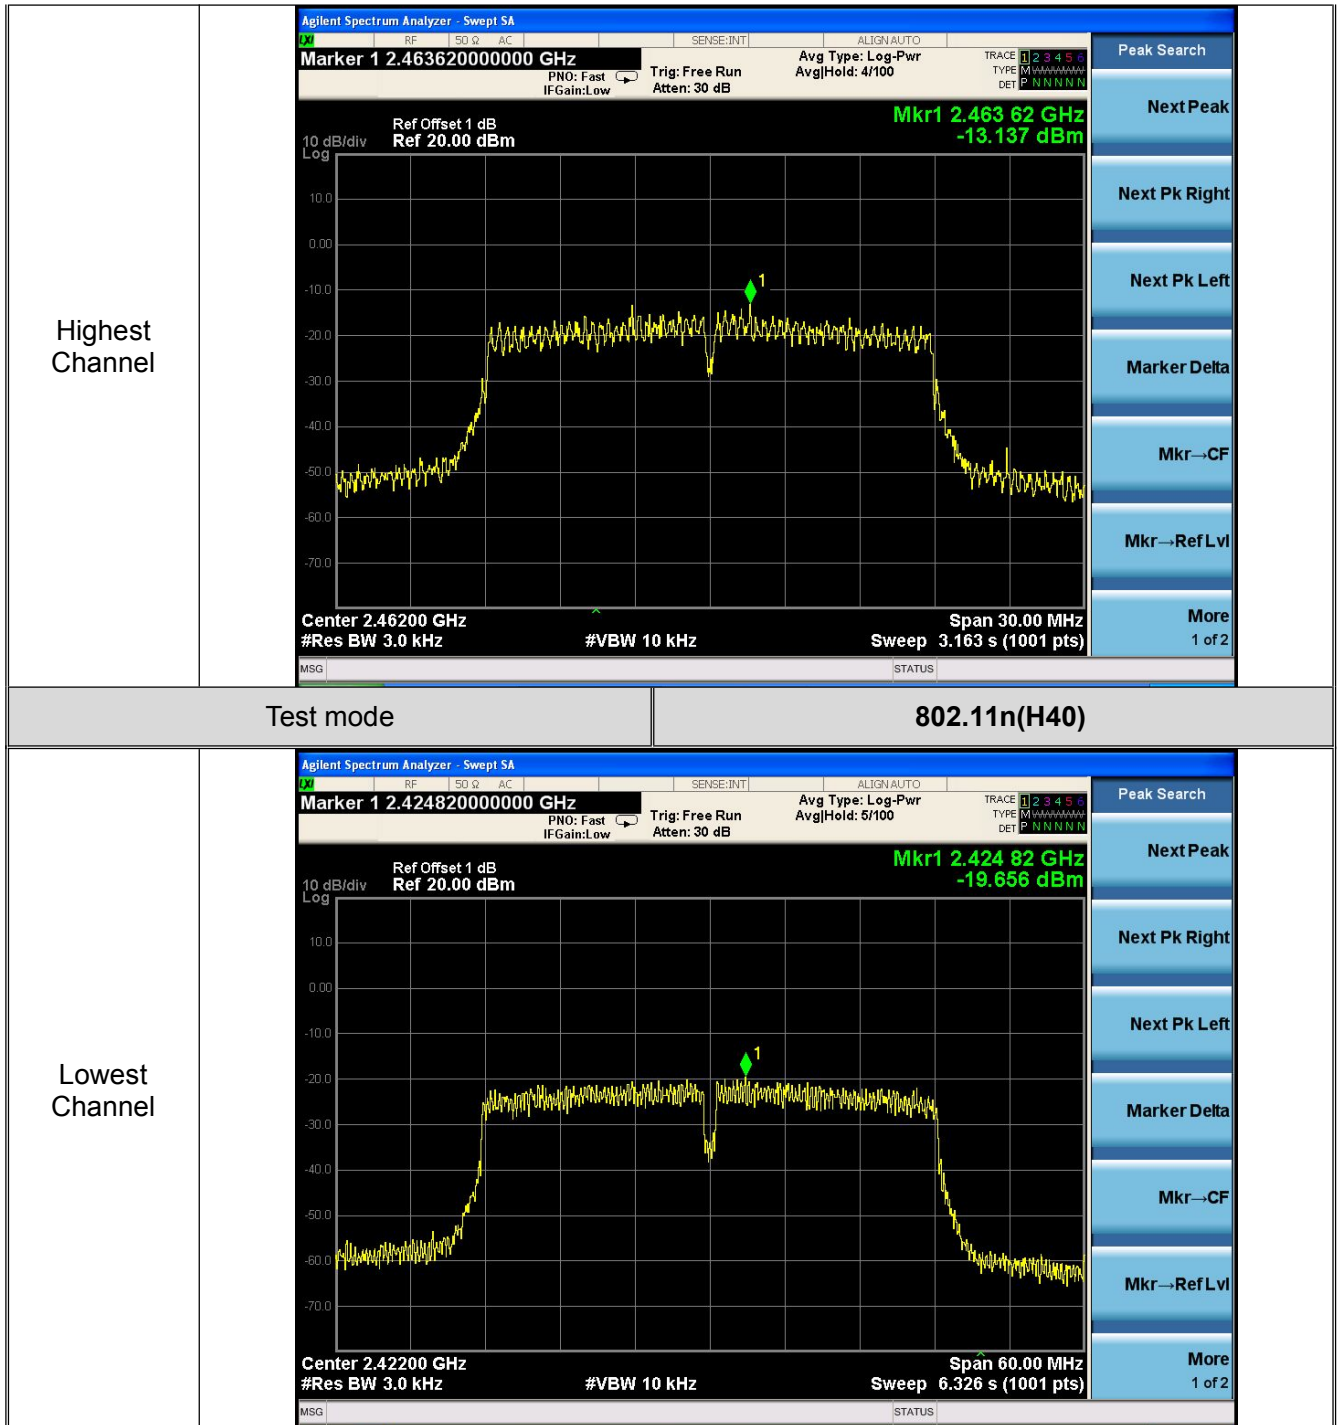 Highest
Channel
Agilent Spectrum Analyzer - Swept SA
LXI RF 50 Ω AC SENSE:INT ALIGN AUTO
Marker 1 2.463620000000 GHz
PNO: Fast
IFGain:Low
Trig: Free Run
Atten: 30 dB
Avg Type: Log-Pwr
Avg|Hold: 4/100
TRACE 1 2 3 4 5 6
TYPE M
DET P N N N N N
Mkr1 2.463 62 GHz
-13.137 dBm
Ref Offset 1 dB
10 dB/div Ref 20.00 dBm
Log
10.0
0.00
-10.0
-20.0
-30.0
-40.0
-50.0
-60.0
-70.0
1
Center 2.46200 GHz Span 30.00 MHz
#Res BW 3.0 kHz #VBW 10 kHz Sweep 3.163 s (1001 pts)
MSG STATUS
Peak Search
Next Peak
Next Pk Right
Next Pk Left
Marker Delta
Mkr→CF
Mkr→Ref Lvl
More
1 of 2
Test mode 802.11n(H40)
Lowest
Channel
Agilent Spectrum Analyzer - Swept SA
LXI RF 50 Ω AC SENSE:INT ALIGN AUTO
Marker 1 2.424820000000 GHz
PNO: Fast
IFGain:Low
Trig: Free Run
Atten: 30 dB
Avg Type: Log-Pwr
Avg|Hold: 5/100
TRACE 1 2 3 4 5 6
TYPE M
DET P N N N N N
Mkr1 2.424 82 GHz
-19.656 dBm
Ref Offset 1 dB
10 dB/div Ref 20.00 dBm
Log
10.0
0.00
-10.0
-20.0
-30.0
-40.0
-50.0
-60.0
-70.0
1
Center 2.42200 GHz Span 60.00 MHz
#Res BW 3.0 kHz #VBW 10 kHz Sweep 6.326 s (1001 pts)
MSG STATUS
Peak Search
Next Peak
Next Pk Right
Next Pk Left
Marker Delta
Mkr→CF
Mkr→Ref Lvl
More
1 of 2